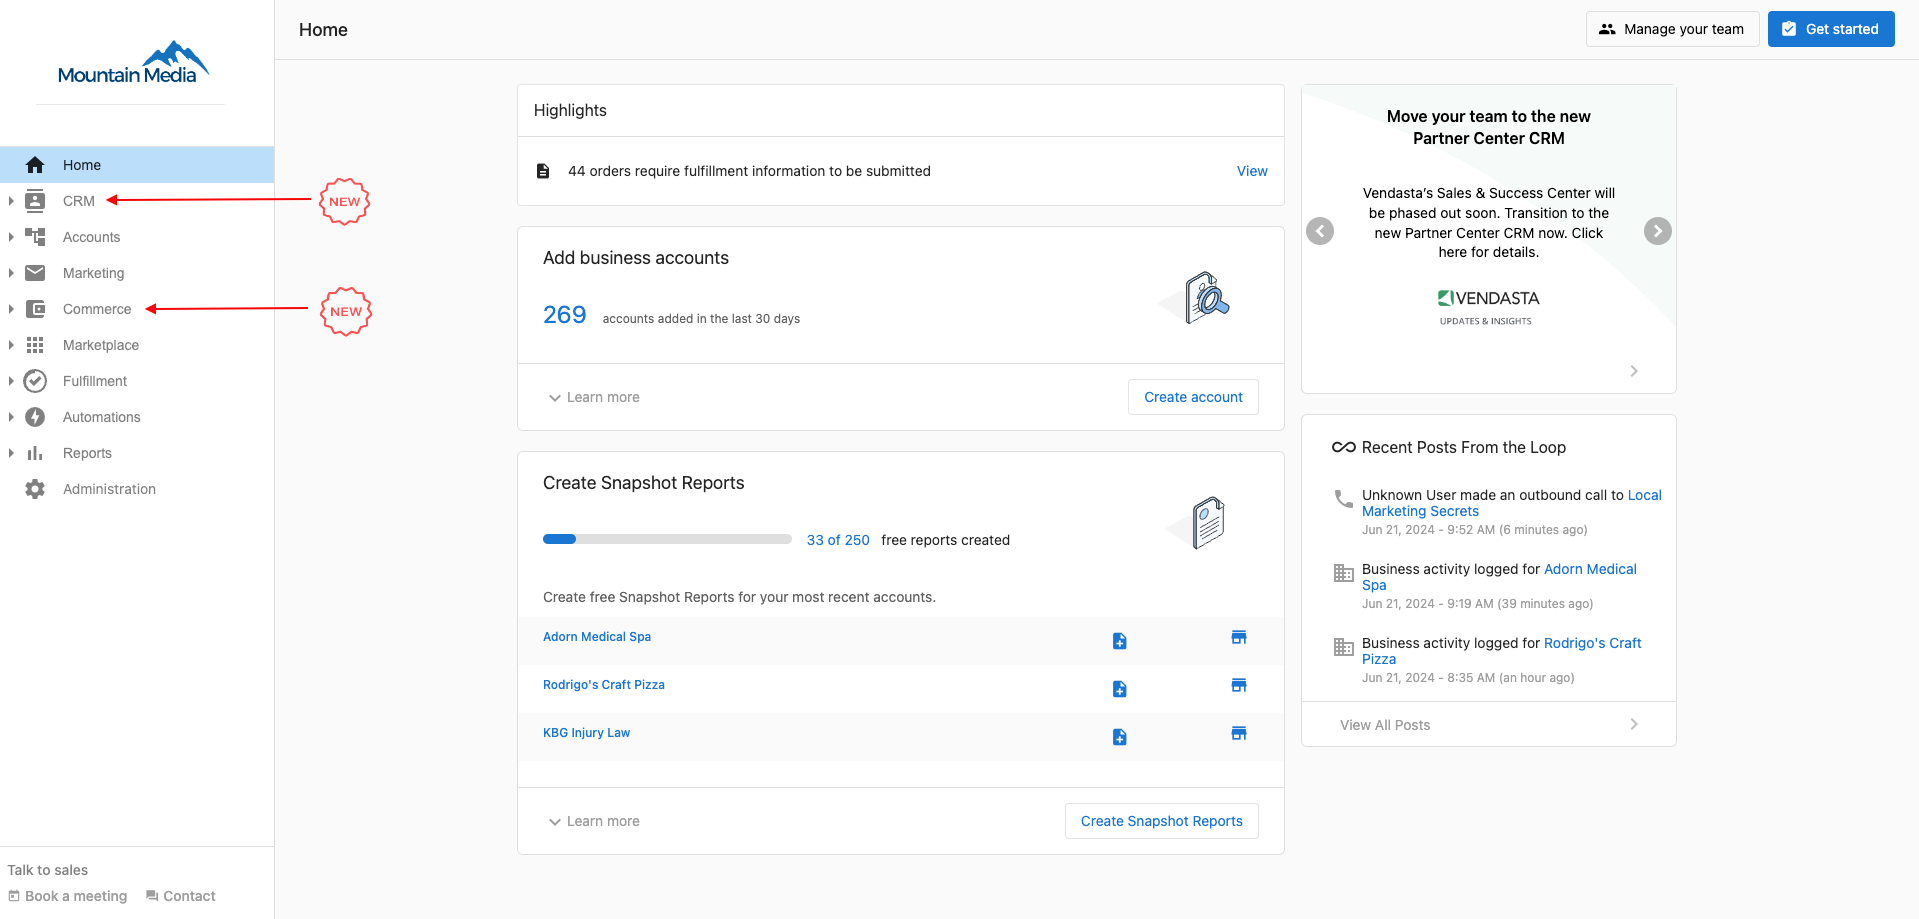 Mountain Media
Home
CRM
Accounts
Marketing
Commerce
Marketplace
Fulfillment
Automations
Reports
Administration
Talk to sales
Book a meeting Contact
NEW
NEW
Home
Manage your team
Get started
Highlights
44 orders require fulfillment information to be submitted View
Add business accounts
269 accounts added in the last 30 days
Learn more
Create account
Create Snapshot Reports
33 of 250 free reports created
Create free Snapshot Reports for your most recent accounts.
Adorn Medical Spa
Rodrigo's Craft Pizza
KBG Injury Law
Learn more
Create Snapshot Reports
Move your team to the new
Partner Center CRM
Vendasta’s Sales & Success Center will
be phased out soon. Transition to the
new Partner Center CRM now. Click
here for details.
VENDASTA
UPDATES & INSIGHTS
Recent Posts From the Loop
Unknown User made an outbound call to Local
Marketing Secrets
Jun 21, 2024 - 9:52 AM (6 minutes ago)
Business activity logged for Adorn Medical
Spa
Jun 21, 2024 - 9:19 AM (39 minutes ago)
Business activity logged for Rodrigo's Craft
Pizza
Jun 21, 2024 - 8:35 AM (an hour ago)
View All Posts